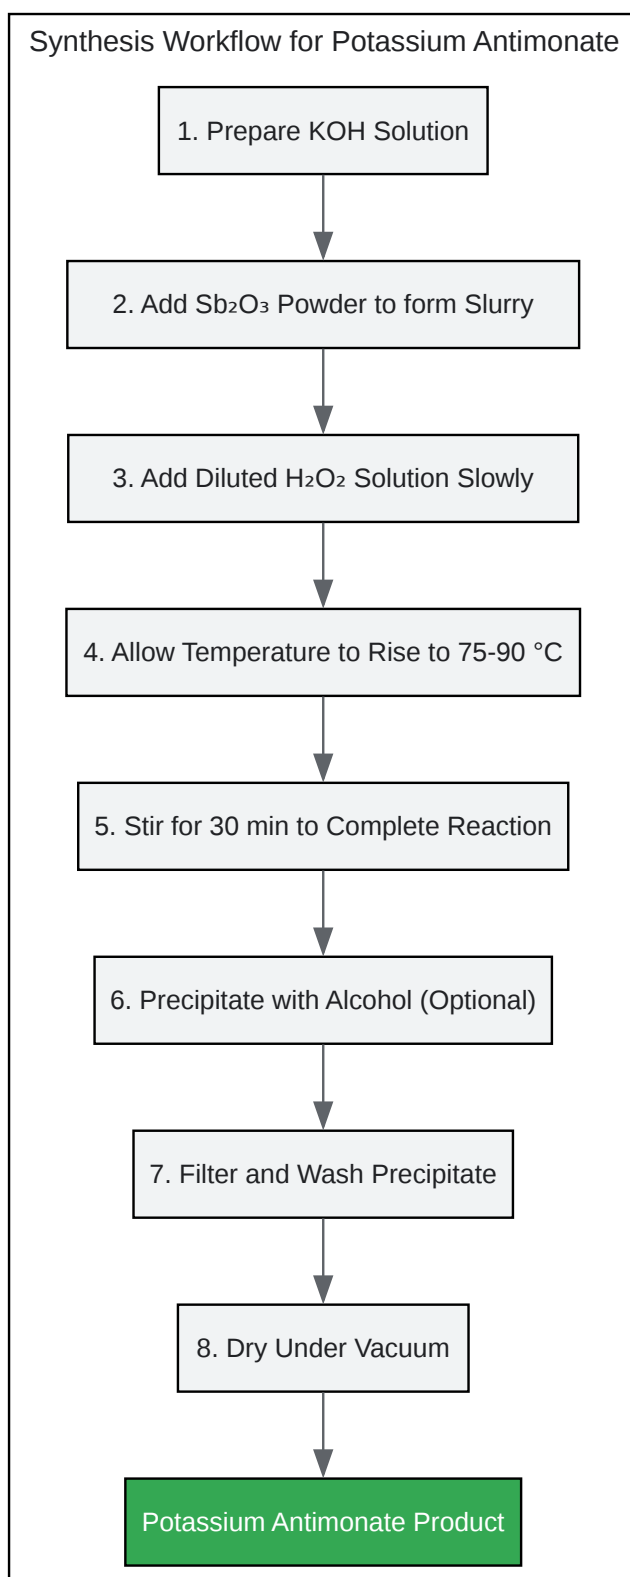 Synthesis Workflow for Potassium Antimonate
1. Prepare KOH Solution
2. Add Sb₂O₃ Powder to form Slurry
3. Add Diluted H₂O₂ Solution Slowly
4. Allow Temperature to Rise to 75-90 °C
5. Stir for 30 min to Complete Reaction
6. Precipitate with Alcohol (Optional)
7. Filter and Wash Precipitate
8. Dry Under Vacuum
Potassium Antimonate Product